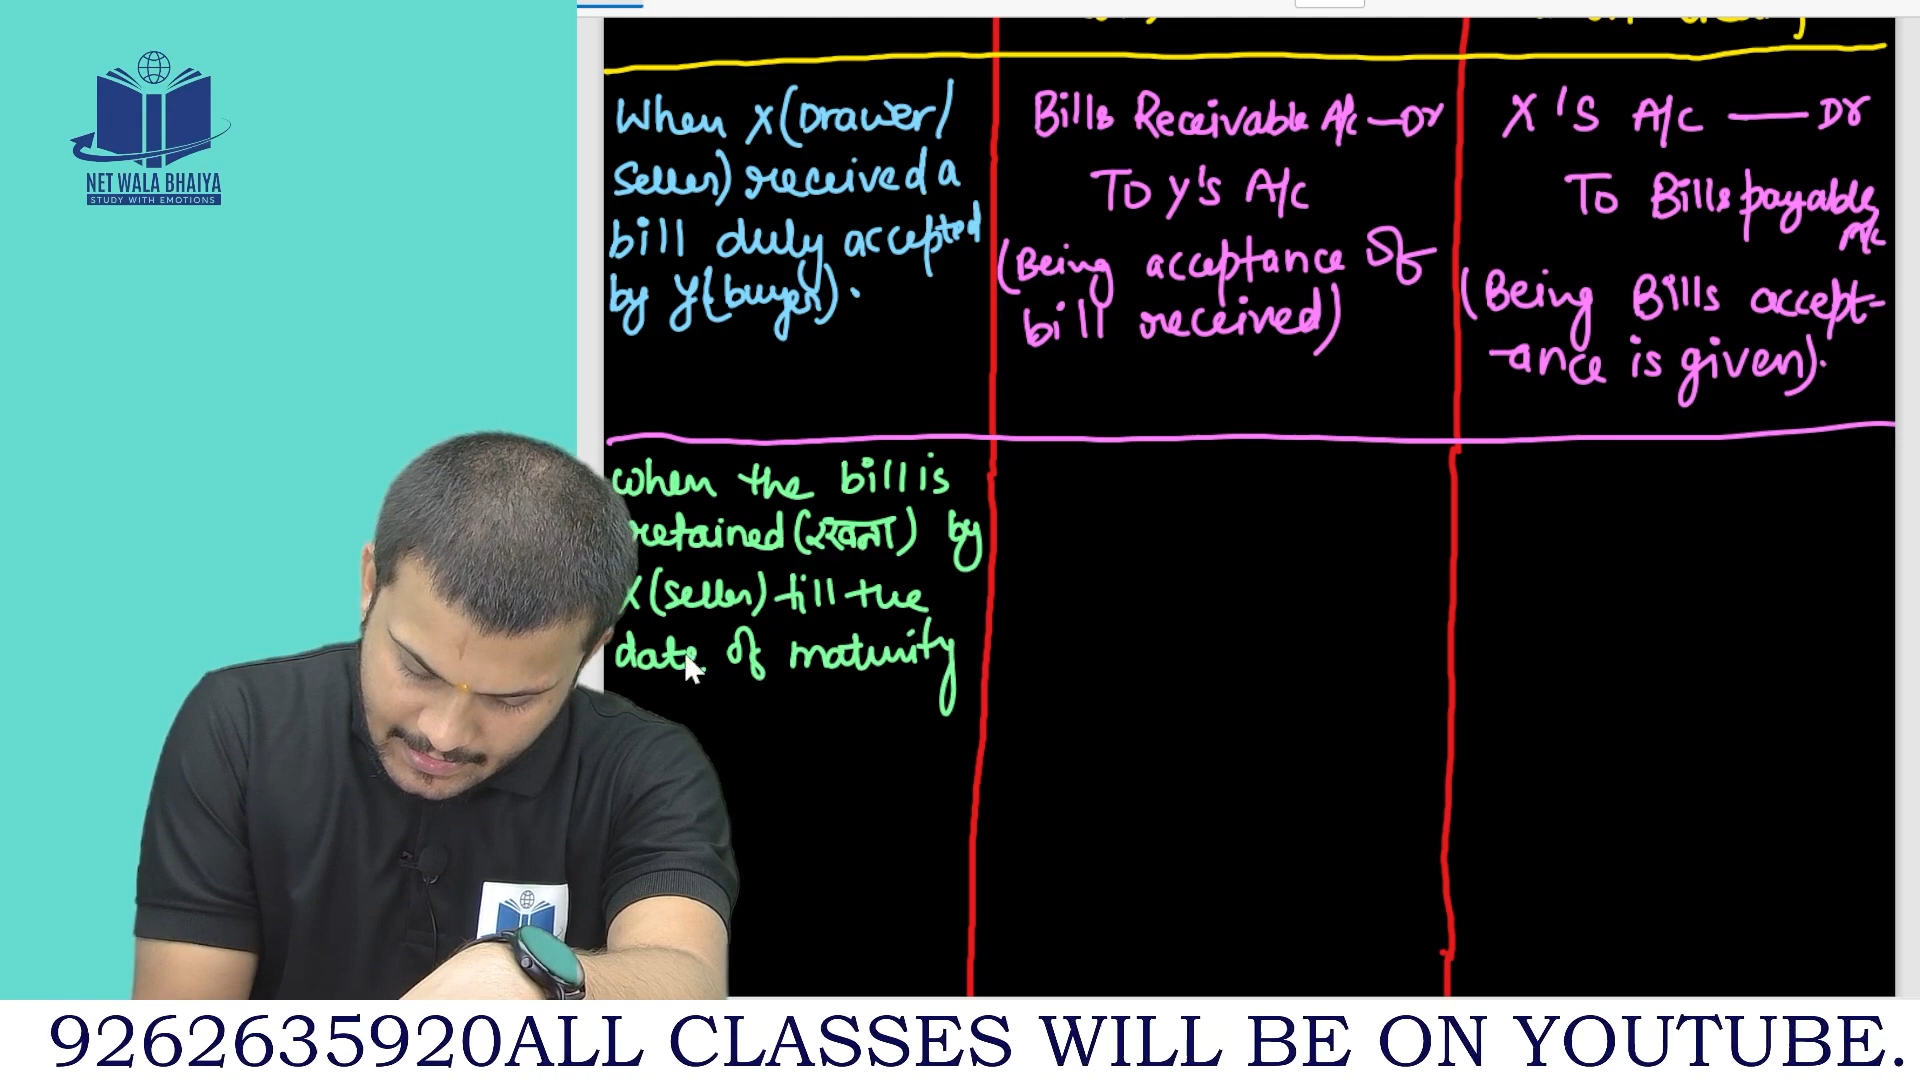 NET WALA BHAIYA
STUDY WITH EMOTIONS
When X (Drawer/
Seller) received a
bill duly accepted
by Y (buyer).
Bills Receivable A/c — Dr
To Y's A/c
(Being acceptance of
bill received)
X's A/c — Dr
To Bills payable
A/c
(Being Bills accept-
-ance is given).
when the bill is
retained (रखना) by
X (seller) till the
date of maturity
9262635920ALL CLASSES WILL BE ON YOUTUBE.